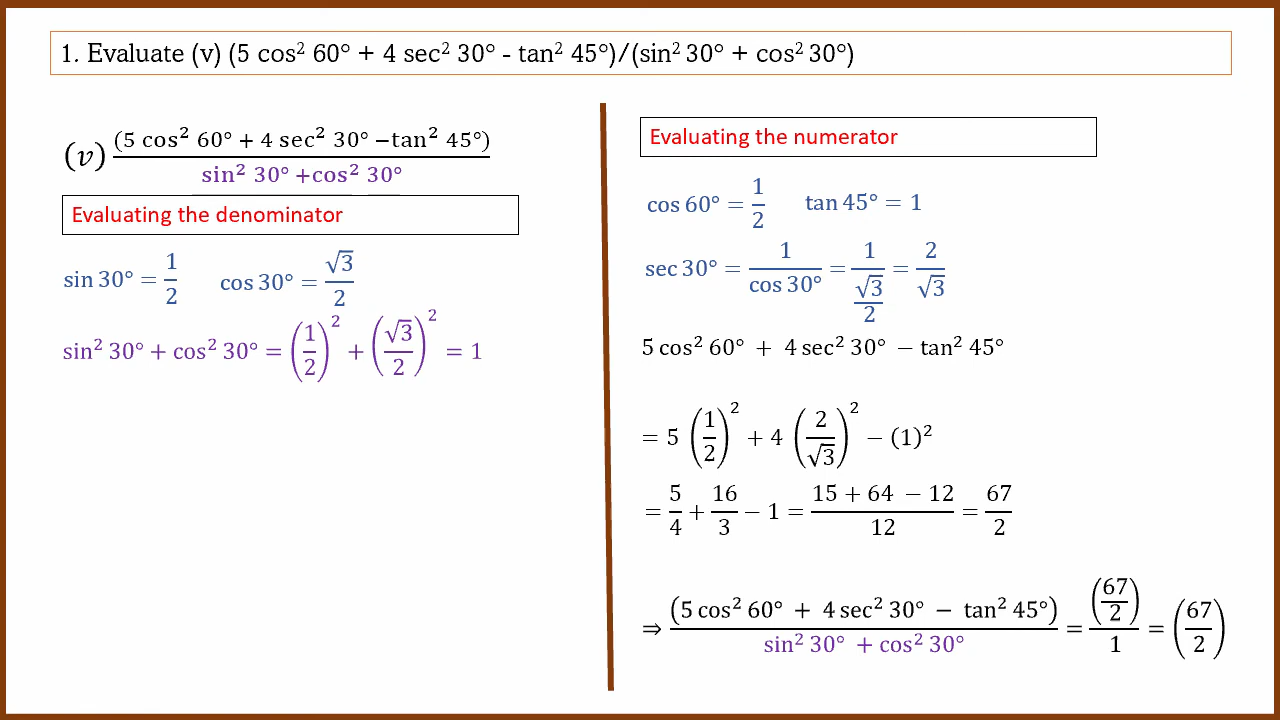 1. Evaluate (v) (5 cos² 60° + 4 sec² 30° - tan² 45°)/(sin² 30° + cos² 30°)
(v) (5 cos² 60° + 4 sec² 30° −tan² 45°)
sin² 30° +cos² 30°
Evaluating the denominator
sin 30° = 1/2 cos 30° = √3/2
sin² 30° + cos² 30° = (1/2)² + (√3/2)² = 1
Evaluating the numerator
cos 60° = 1/2 tan 45° = 1
sec 30° = 1/cos 30° = 1/(√3/2) = 2/√3
5 cos² 60° + 4 sec² 30° − tan² 45°
= 5 (1/2)² + 4 (2/√3)² − (1)²
= 5/4 + 16/3 − 1 = (15 + 64 − 12)/12 = 67/2
⇒ (5 cos² 60° + 4 sec² 30° − tan² 45°)/(sin² 30° + cos² 30°) = (67/2)/1 = (67/2)